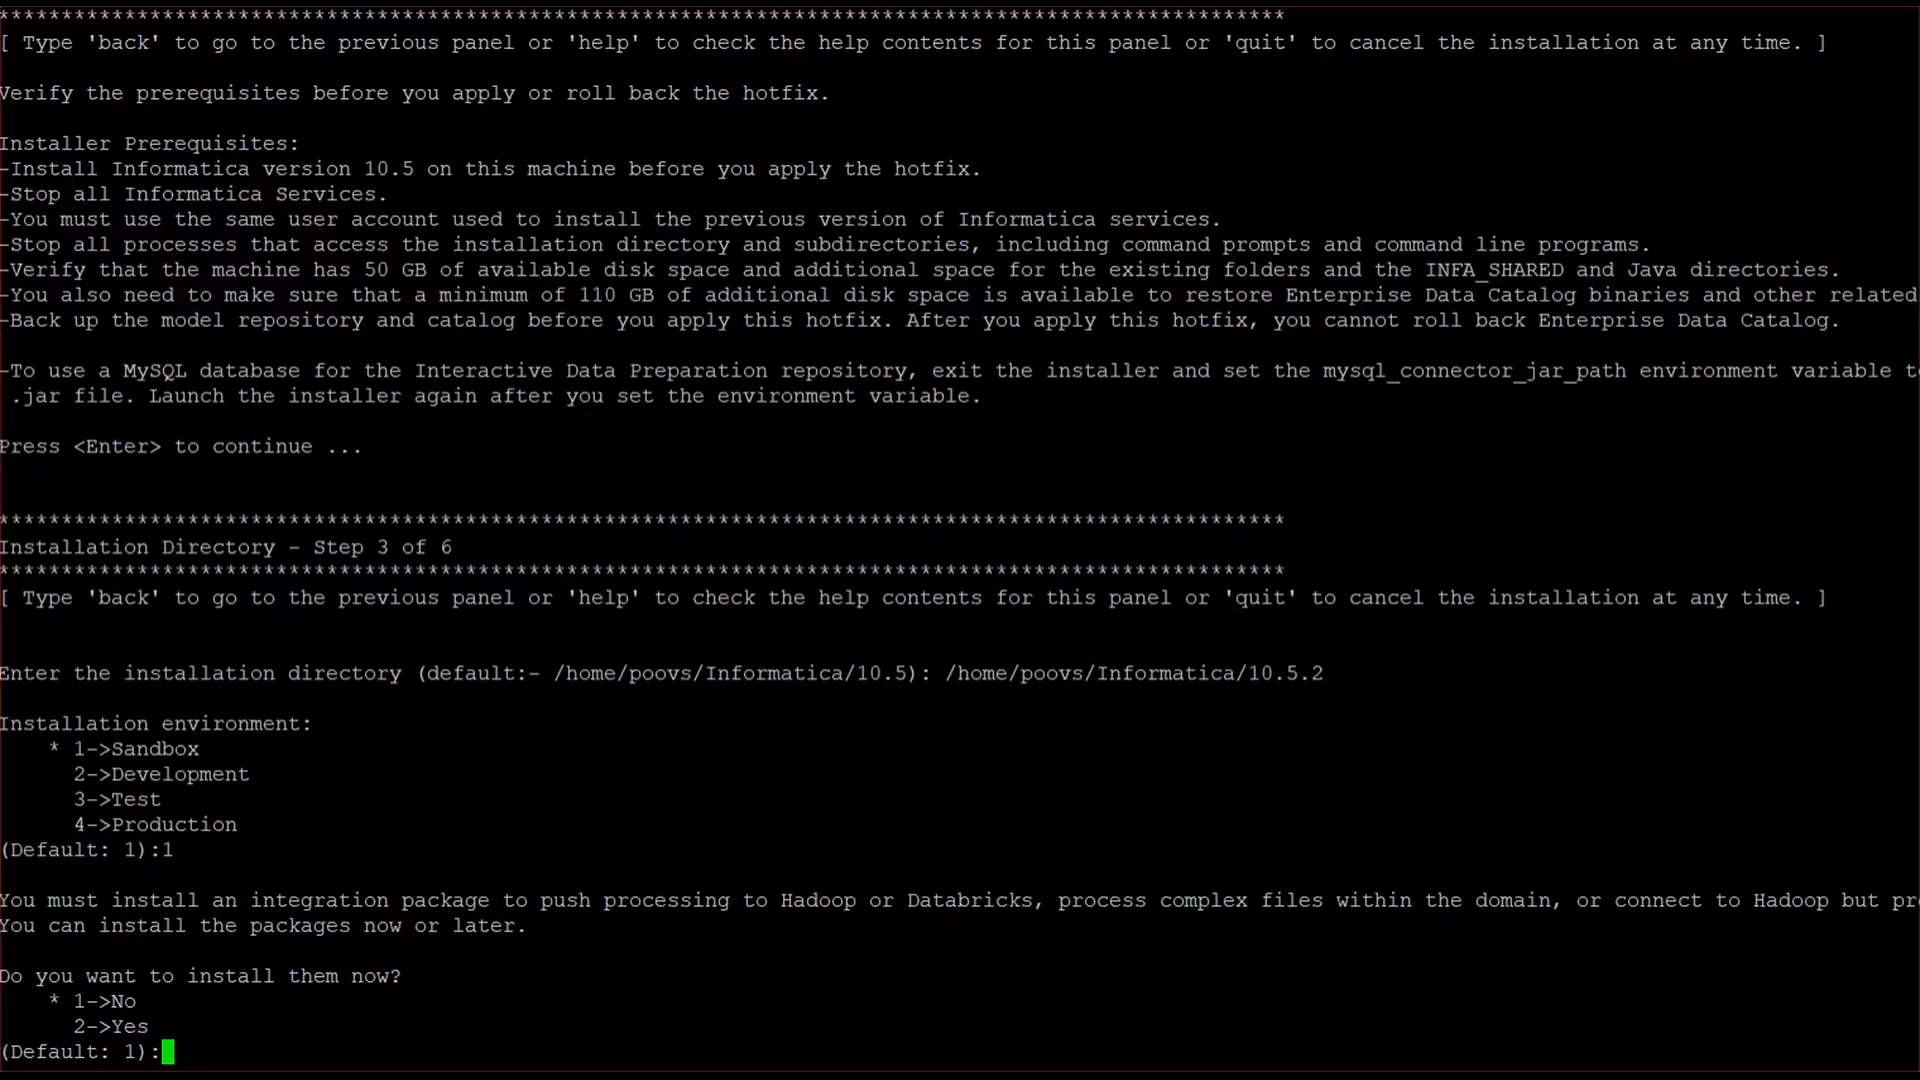 ******************************************************************************************************
[ Type 'back' to go to the previous panel or 'help' to check the help contents for this panel or 'quit' to cancel the installation at any time. ]
Verify the prerequisites before you apply or roll back the hotfix.
Installer Prerequisites:
-Install Informatica version 10.5 on this machine before you apply the hotfix.
-Stop all Informatica Services.
-You must use the same user account used to install the previous version of Informatica services.
-Stop all processes that access the installation directory and subdirectories, including command prompts and command line programs.
-Verify that the machine has 50 GB of available disk space and additional space for the existing folders and the INFA_SHARED and Java directories.
-You also need to make sure that a minimum of 110 GB of additional disk space is available to restore Enterprise Data Catalog binaries and other related
-Back up the model repository and catalog before you apply this hotfix. After you apply this hotfix, you cannot roll back Enterprise Data Catalog.
-To use a MySQL database for the Interactive Data Preparation repository, exit the installer and set the mysql_connector_jar_path environment variable
.jar file. Launch the installer again after you set the environment variable.
Press <Enter> to continue ...
******************************************************************************************************
Installation Directory - Step 3 of 6
******************************************************************************************************
[ Type 'back' to go to the previous panel or 'help' to check the help contents for this panel or 'quit' to cancel the installation at any time. ]
Enter the installation directory (default:- /home/poovs/Informatica/10.5): /home/poovs/Informatica/10.5.2
Installation environment:
* 1->Sandbox
2->Development
3->Test
4->Production
(Default: 1):1
You must install an integration package to push processing to Hadoop or Databricks, process complex files within the domain, or connect to Hadoop but
You can install the packages now or later.
Do you want to install them now?
* 1->No
2->Yes
(Default: 1):